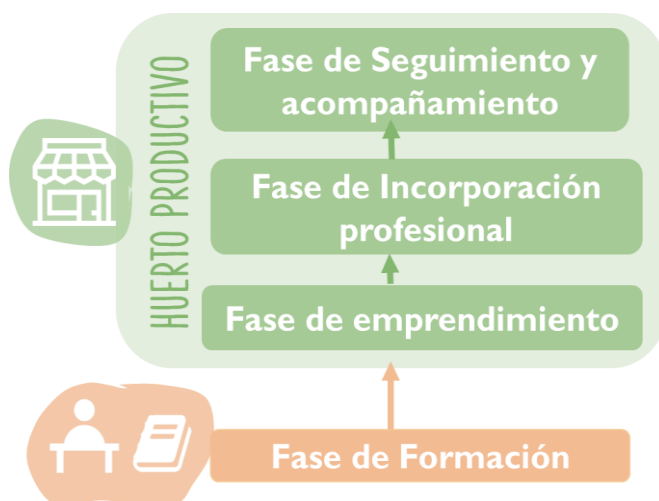 Fase de Seguimiento y
acompañamiento
HUERTO PRODUCTIVO
Fase de Incorporación
profesional
Fase de emprendimiento
Fase de Formación